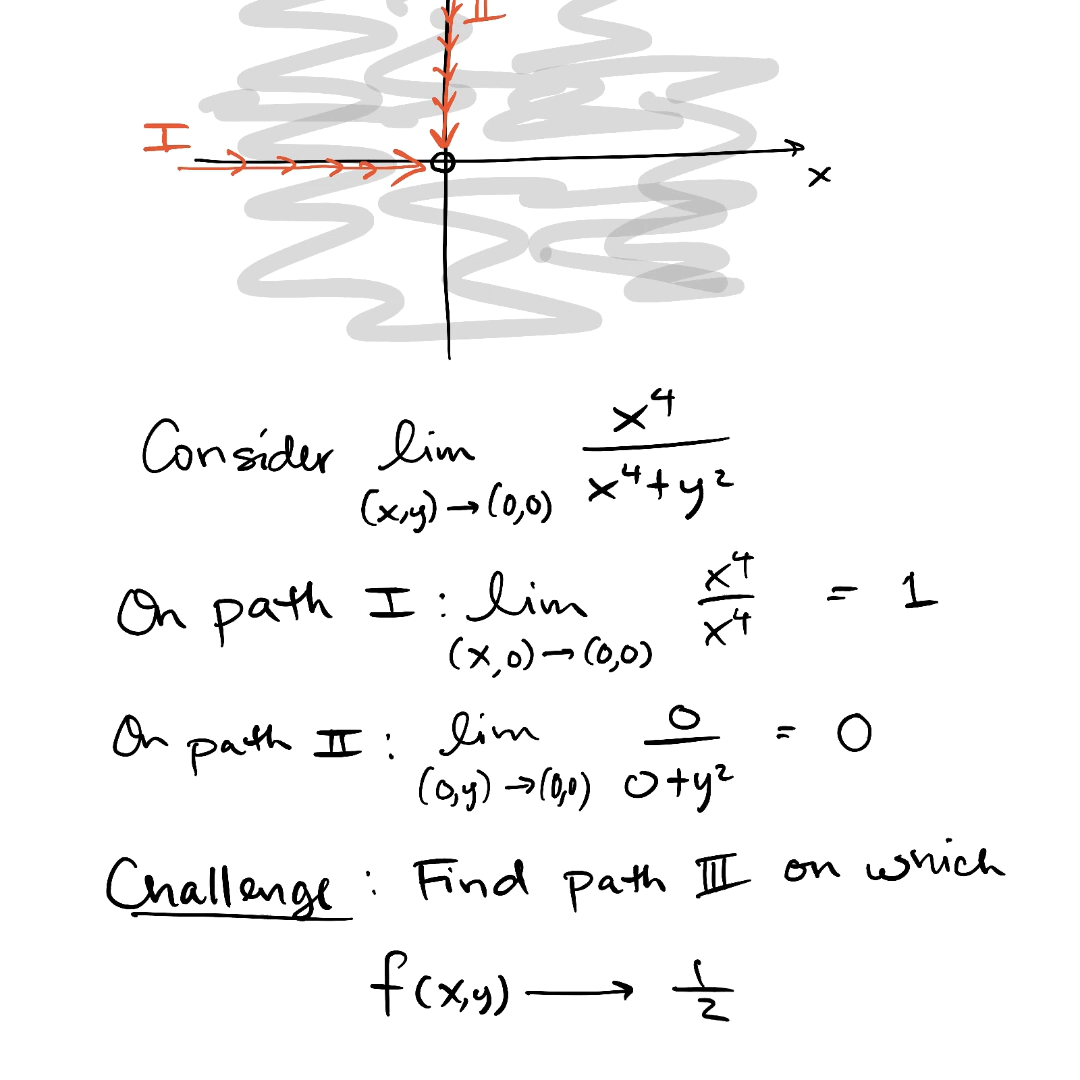 II
I
x
Consider lim x⁴/(x⁴+y²)
(x,y)→(0,0)
On path I : lim x⁴/x⁴ = 1
(x,0)→(0,0)
On path II : lim 0/(0+y²) = 0
(0,y)→(0,0)
Challenge : Find path III on which
f(x,y) ⟶ 1/2